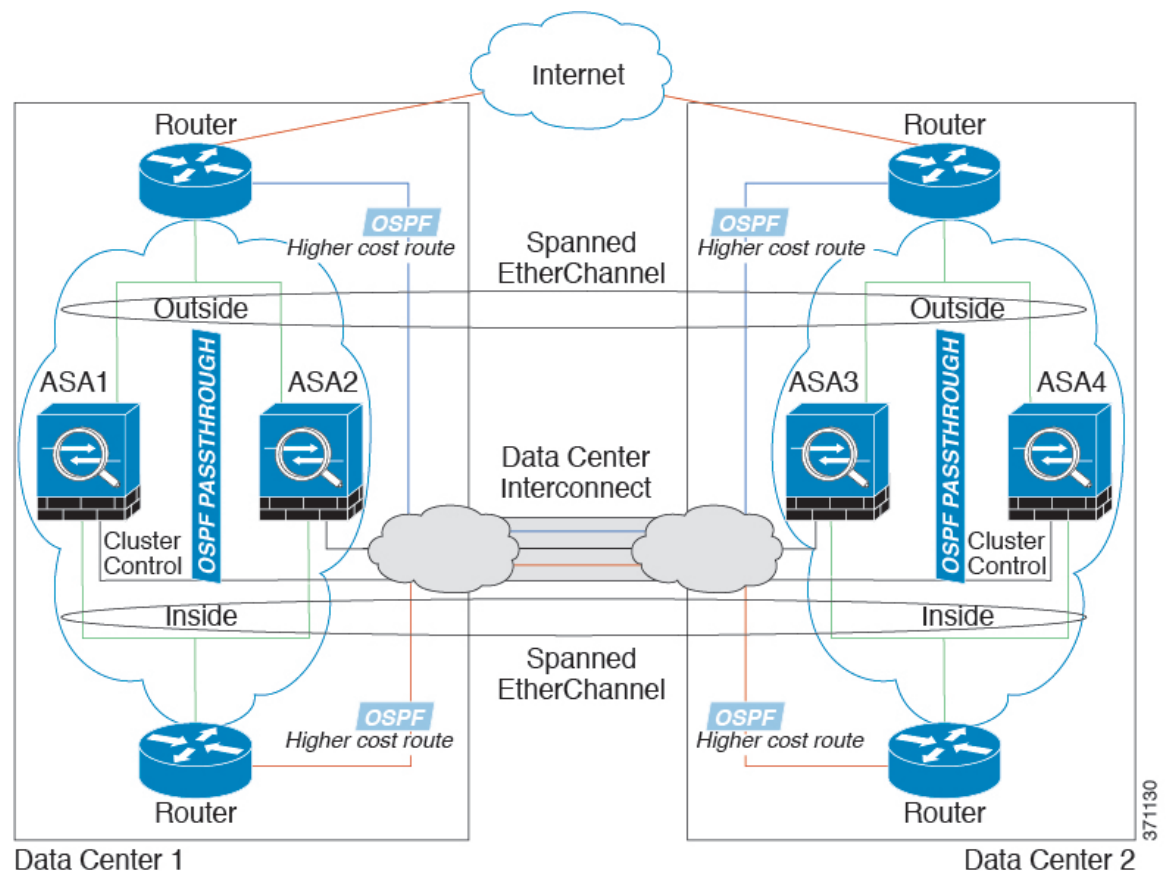 Internet
Router
Router
OSPF
Higher cost route
OSPF
Higher cost route
Spanned
EtherChannel
Outside
Outside
ASA1
ASA2
ASA3
ASA4
OSPF PASSTHROUGH
OSPF PASSTHROUGH
Data Center
Interconnect
Cluster
Control
Cluster
Control
Inside
Inside
Spanned
EtherChannel
OSPF
Higher cost route
OSPF
Higher cost route
Router
Router
371130
Data Center 1
Data Center 2